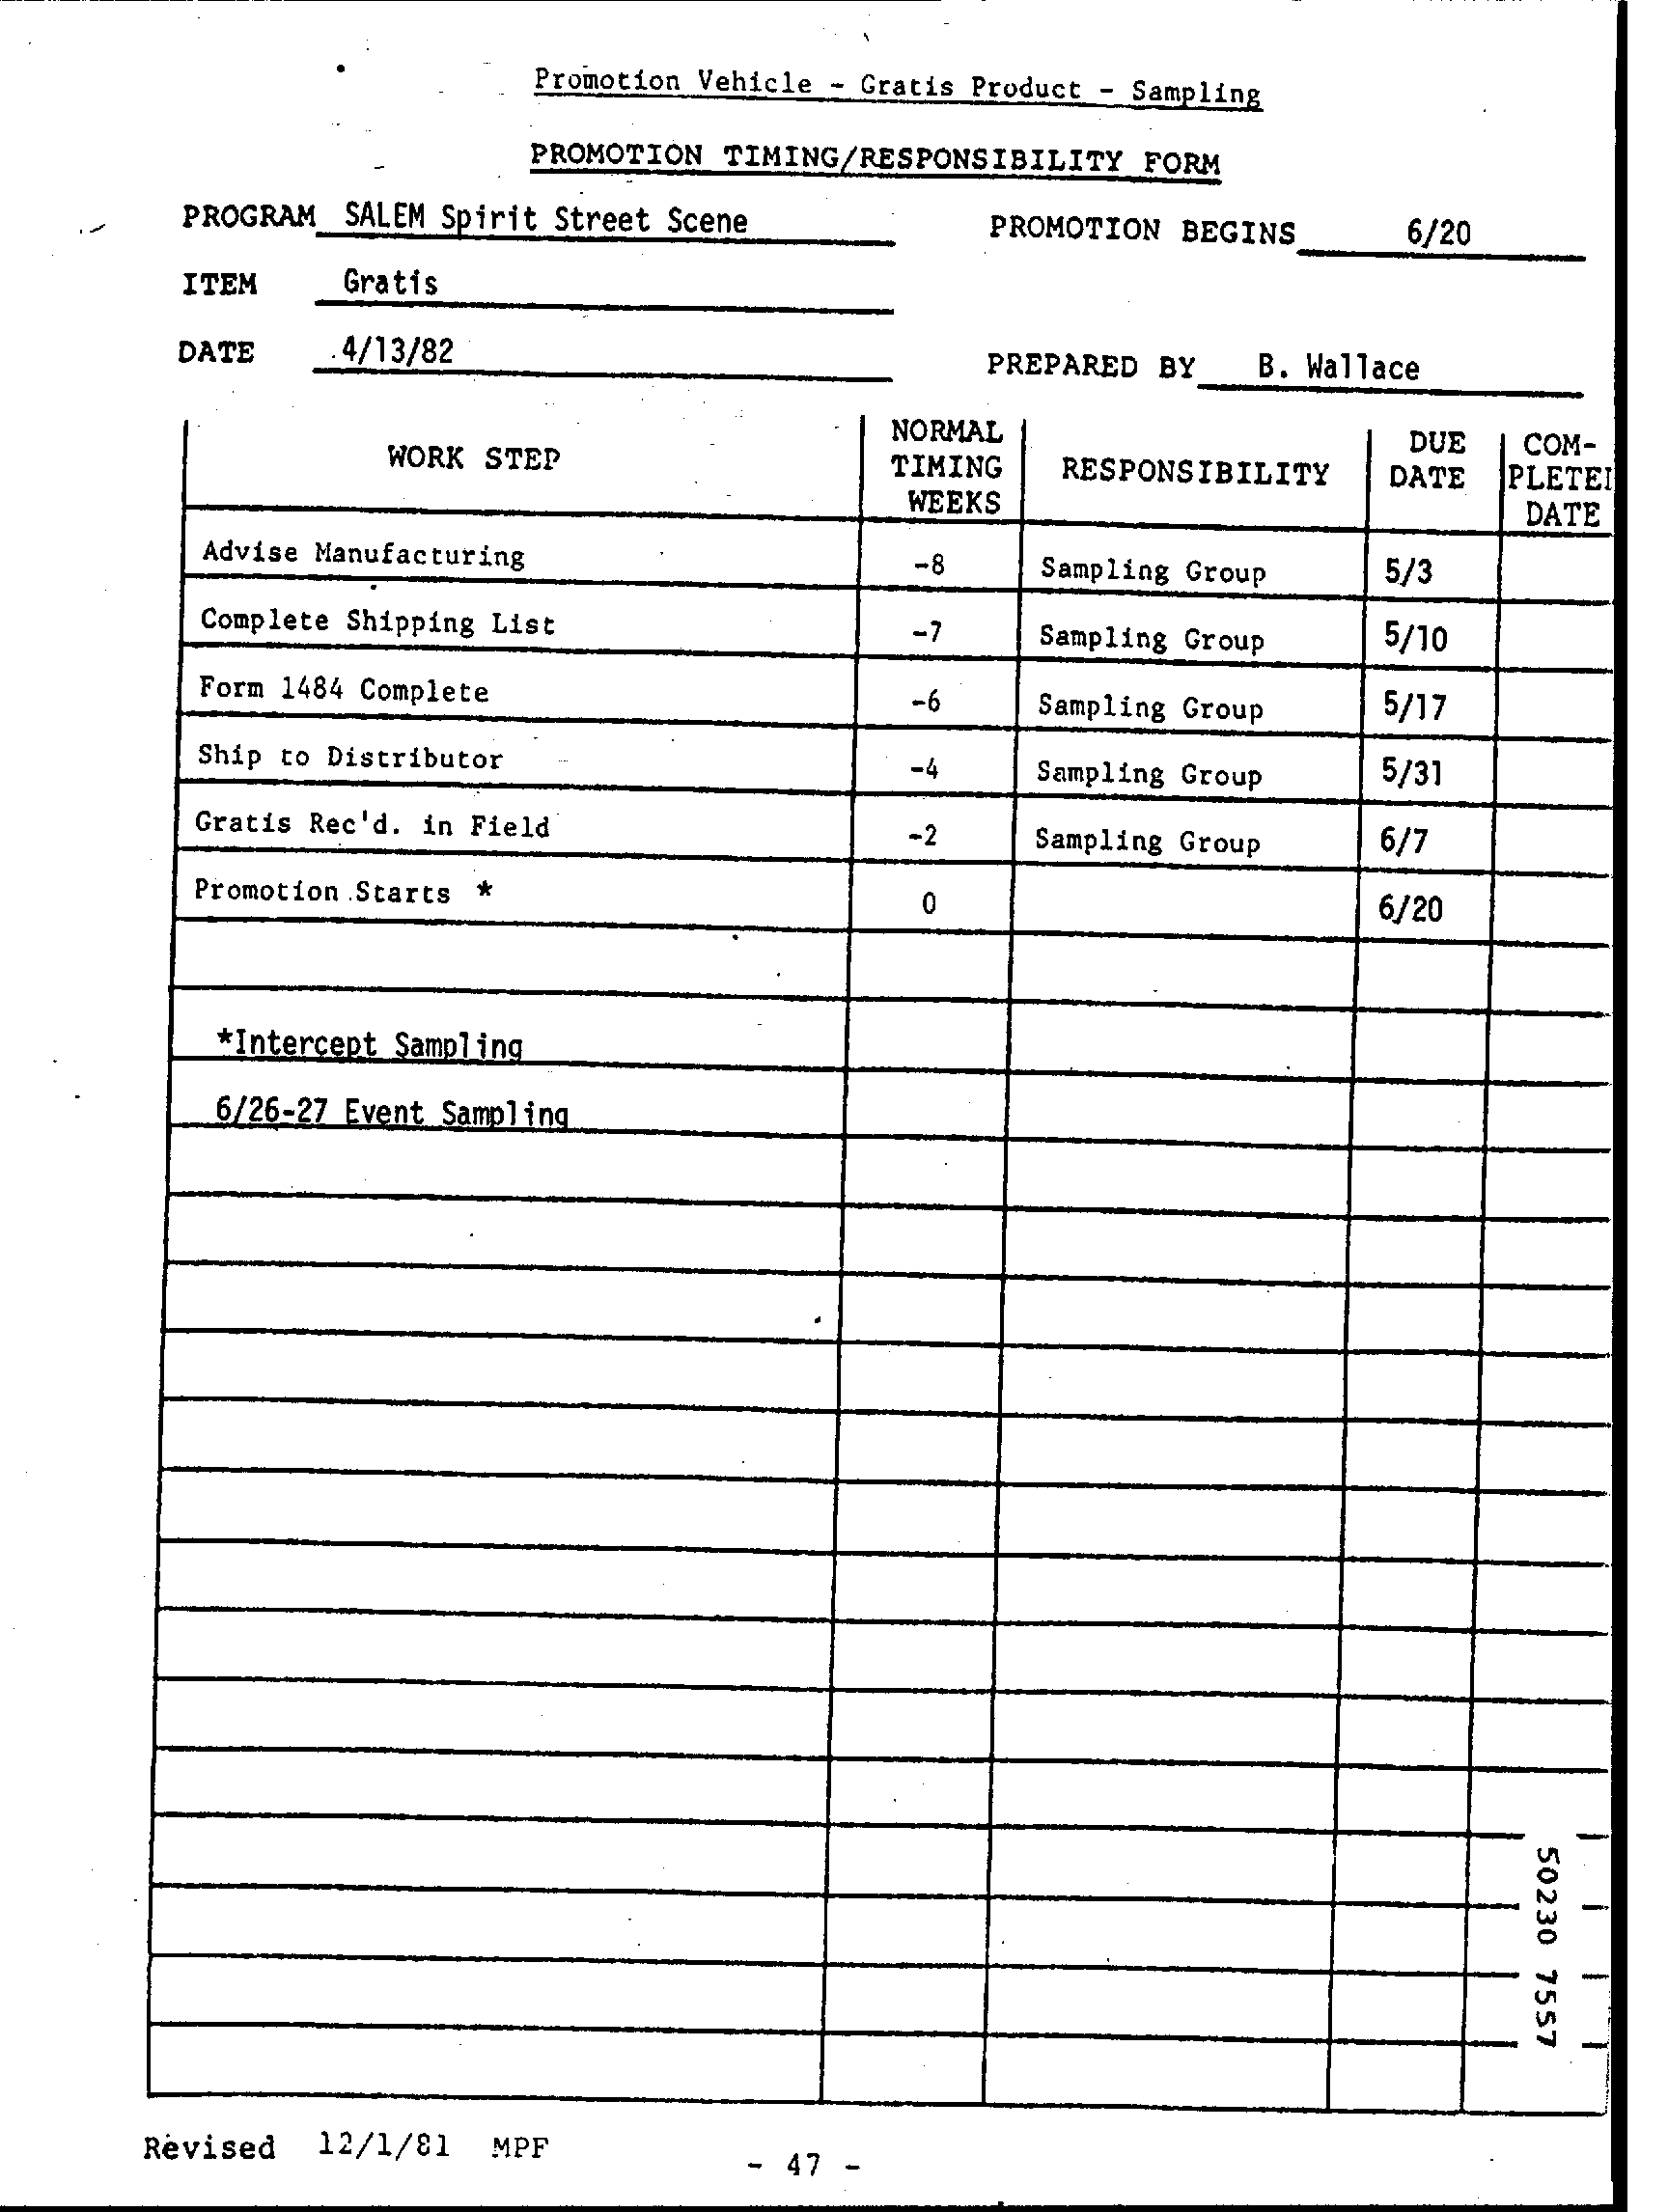 Promotion Vehicle - Gratis Product - Sampling
PROMOTION TIMING/RESPONSIBILITY FORM
PROGRAM SALEM Spirit Street Scene PROMOTION BEGINS 6/20
ITEM Gratis
DATE 4/13/82 PREPARED BY B. Wallace
WORK STEP NORMAL TIMING WEEKS RESPONSIBILITY DUE DATE COM-PLETE DATE
Advise Manufacturing -8 Sampling Group 5/3
Complete Shipping List -7 Sampling Group 5/10
Form 1484 Complete -6 Sampling Group 5/17
Ship to Distributor -4 Sampling Group 5/31
Gratis Rec'd. in Field -2 Sampling Group 6/7
Promotion Starts * 0 6/20
*Intercept Sampling
6/26-27 Event Sampling
50230 7557
Revised 12/1/81 MPF
- 47 -